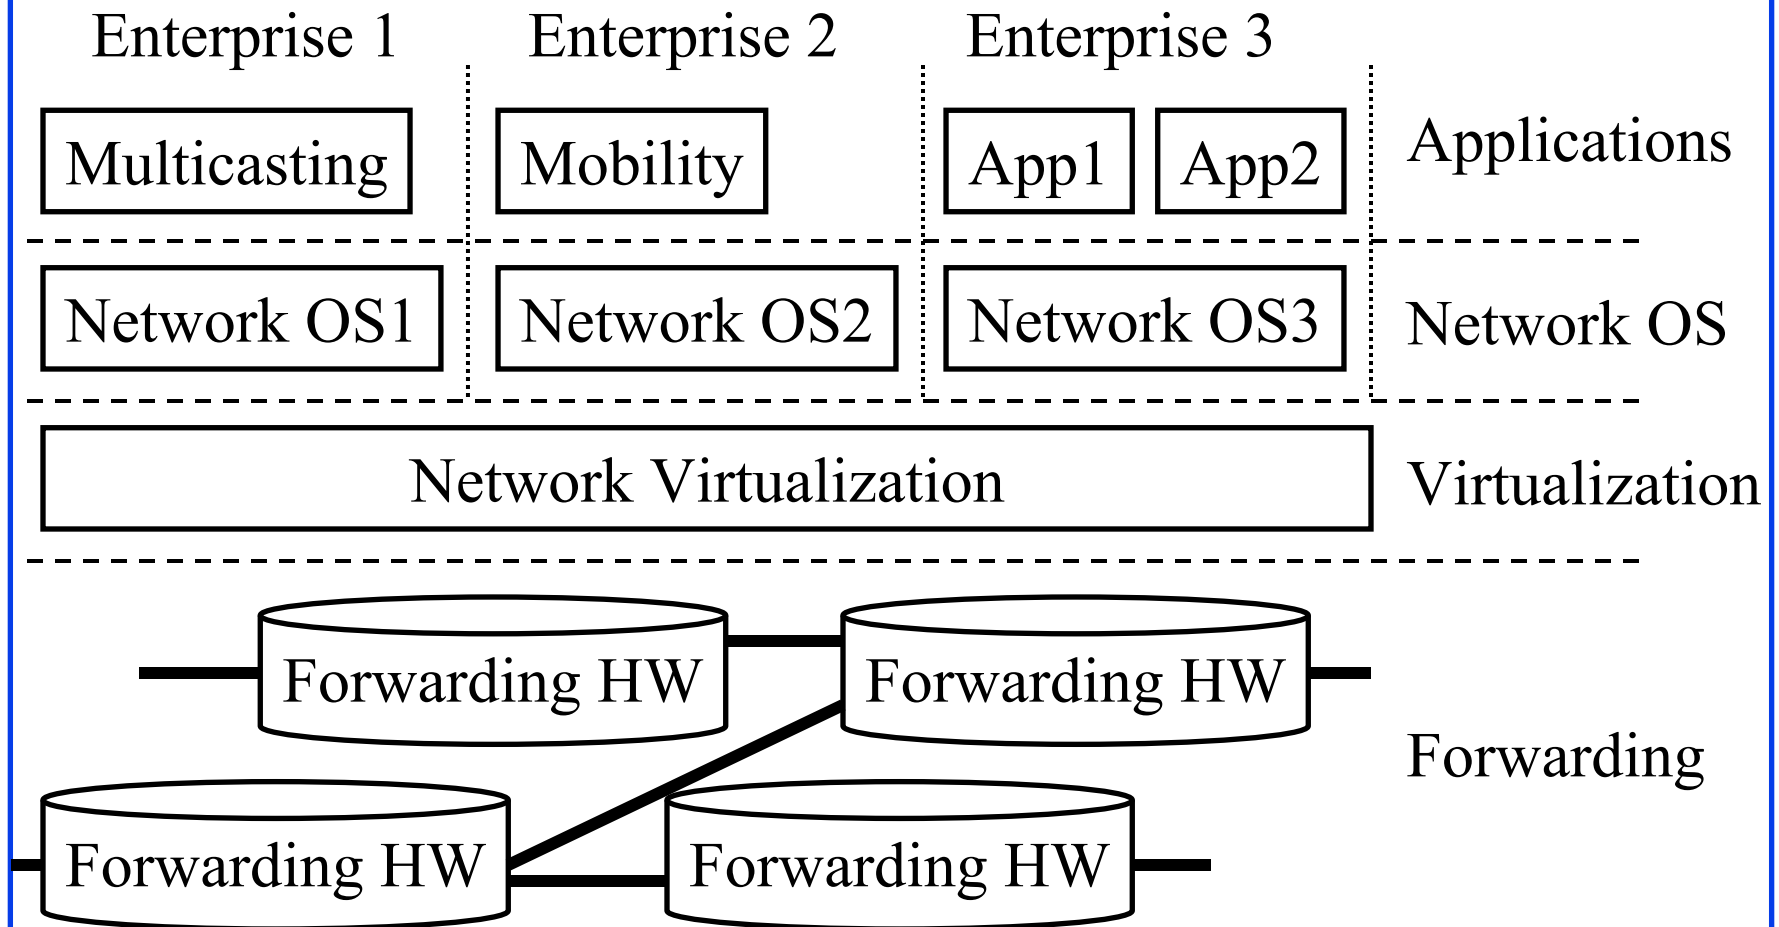 Enterprise 1 Enterprise 2 Enterprise 3
Multicasting Mobility App1 App2 Applications
Network OS1 Network OS2 Network OS3 Network OS
Network Virtualization Virtualization
Forwarding HW Forwarding HW
Forwarding
Forwarding HW Forwarding HW